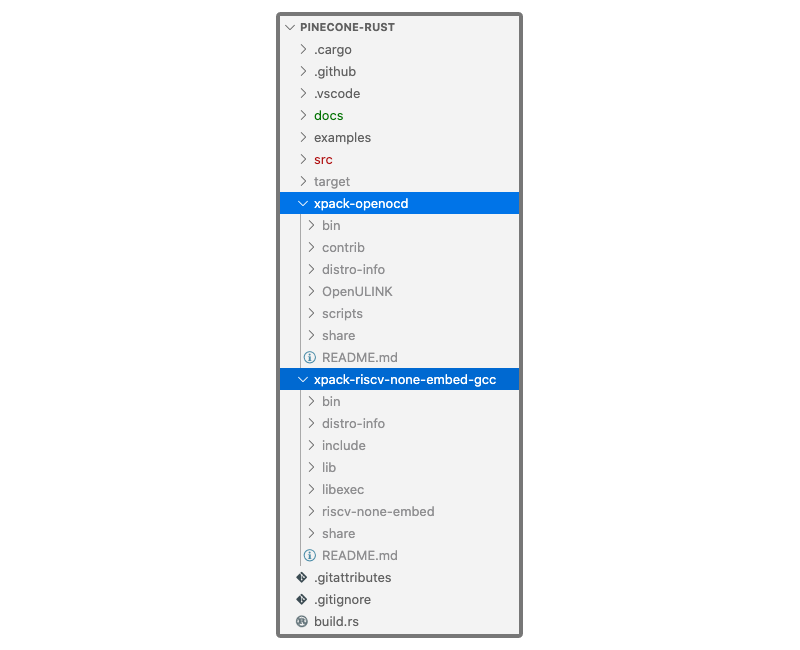 PINECONE-RUST
.cargo
.github
.vscode
docs
examples
src
target
xpack-openocd
bin
contrib
distro-info
OpenULINK
scripts
share
README.md
xpack-riscv-none-embed-gcc
bin
distro-info
include
lib
libexec
riscv-none-embed
share
README.md
.gitattributes
.gitignore
build.rs